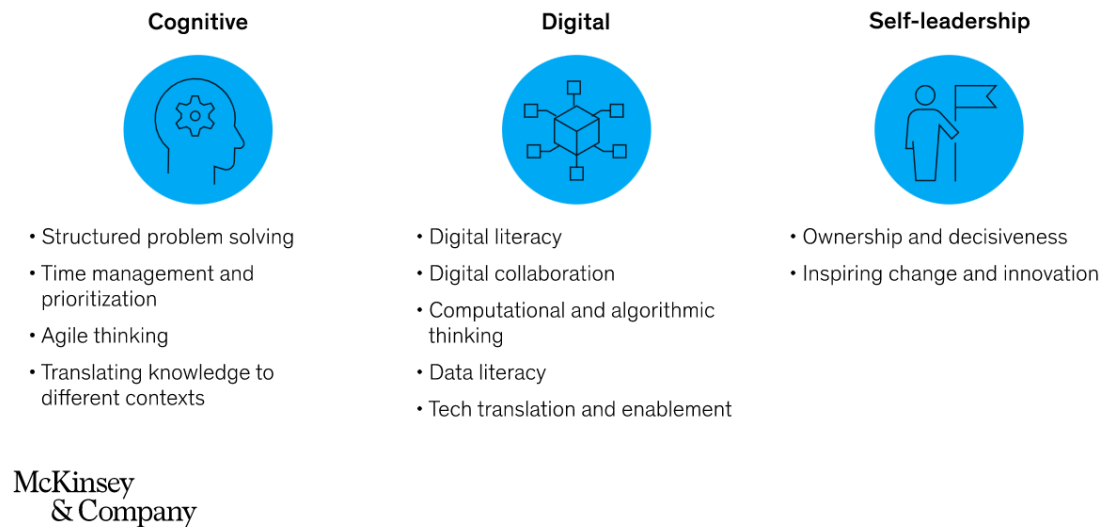 Cognitive
• Structured problem solving
• Time management and
prioritization
• Agile thinking
• Translating knowledge to
different contexts
Digital
• Digital literacy
• Digital collaboration
• Computational and algorithmic
thinking
• Data literacy
• Tech translation and enablement
Self-leadership
• Ownership and decisiveness
• Inspiring change and innovation
McKinsey
& Company